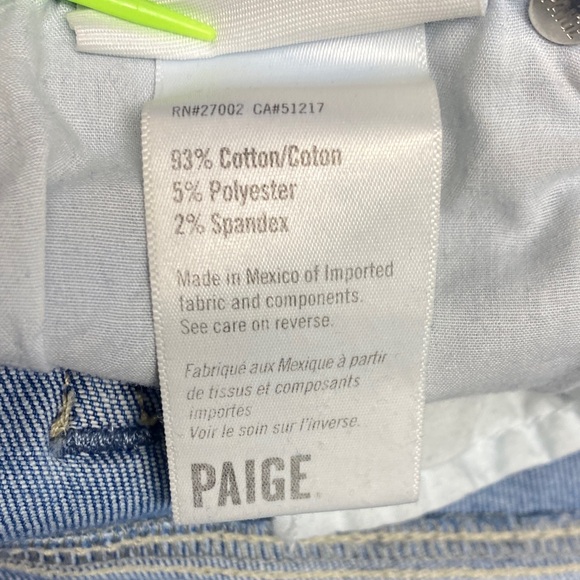 RN#27002 CA#51217
93% Cotton/Coton
5% Polyester
2% Spandex
Made in Mexico of Imported
fabric and components.
See care on reverse.
Fabriqué aux Mexique à partir
de tissus et composants
importes
Voir le soin sur l'inverse.
PAIGE